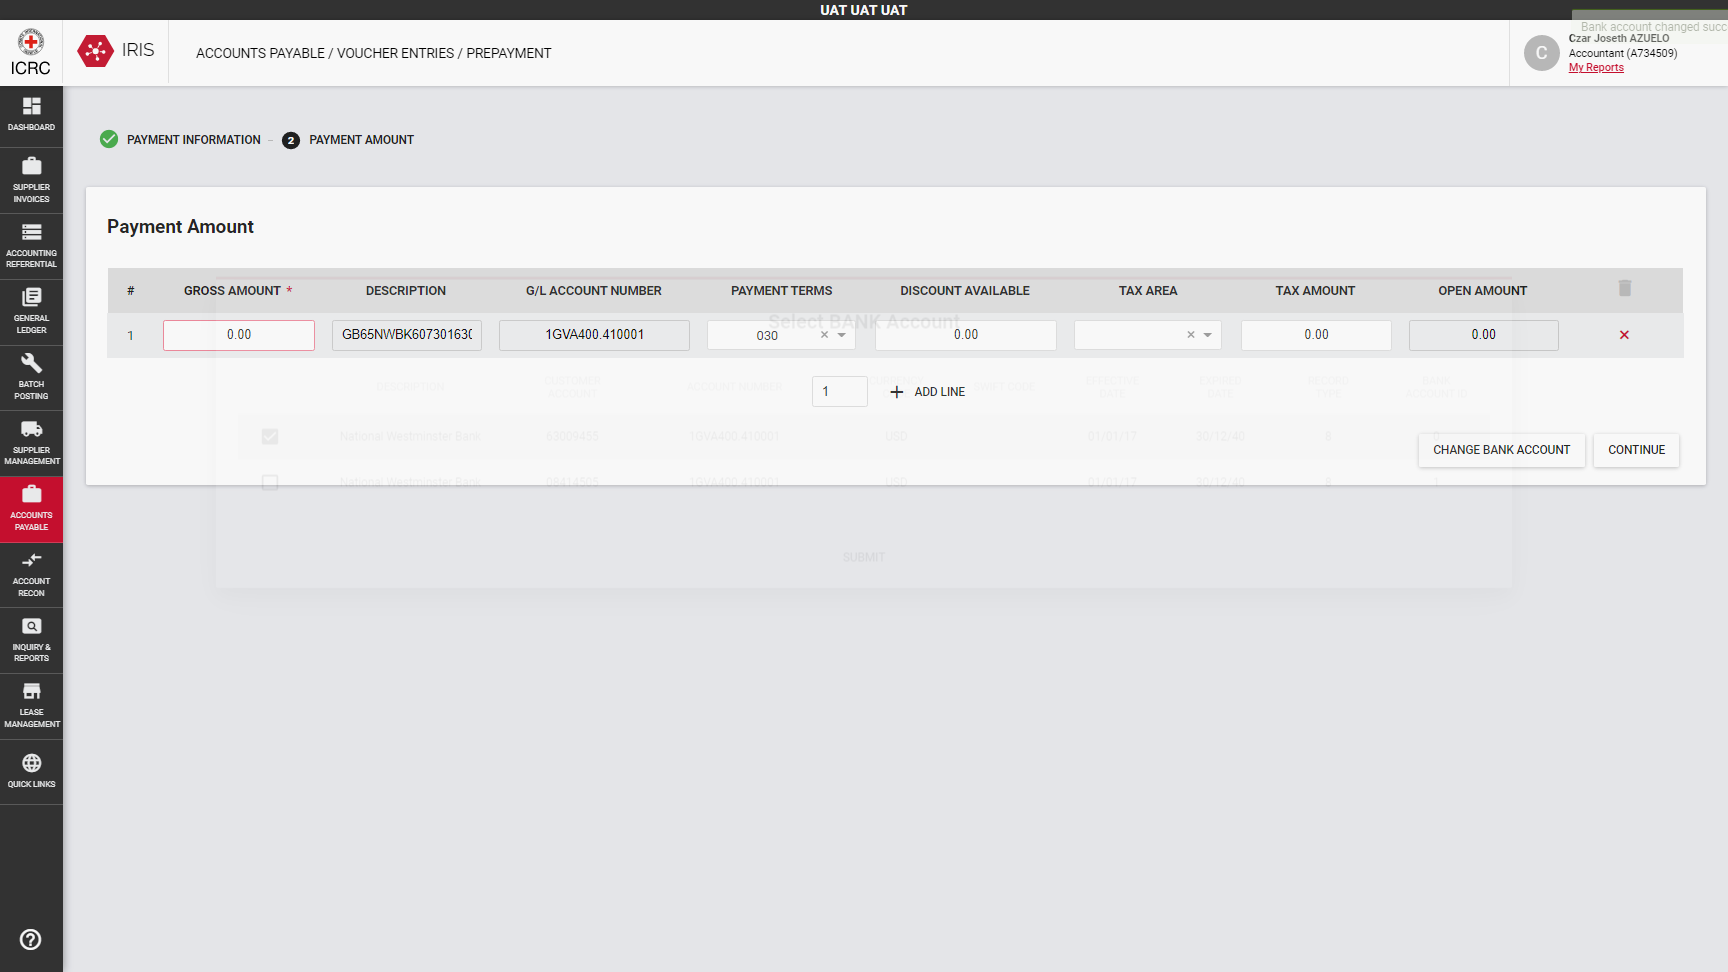 UAT UAT UAT
Bank account changed succ
ICRC
IRIS
ACCOUNTS PAYABLE / VOUCHER ENTRIES / PREPAYMENT
C
Czar Joseth AZUELO
Accountant (A734509)
My Reports
DASHBOARD
SUPPLIER
INVOICES
ACCOUNTING
REFERENTIAL
GENERAL
LEDGER
BATCH
POSTING
SUPPLIER
MANAGEMENT
ACCOUNTS
PAYABLE
ACCOUNT
RECON
INQUIRY &
REPORTS
LEASE
MANAGEMENT
QUICK LINKS
PAYMENT INFORMATION – 2 PAYMENT AMOUNT
Payment Amount
# GROSS AMOUNT * DESCRIPTION G/L ACCOUNT NUMBER PAYMENT TERMS DISCOUNT AVAILABLE TAX AREA TAX AMOUNT OPEN AMOUNT
Select BANK Account
1 0.00 GB65NWBK60730163( 1GVA400.410001 030 × 0.00 × 0.00 0.00 ×
1 + ADD LINE
DESCRIPTION CUSTOMER ACCOUNT ACCOUNT NUMBER CURRENCY SWIFT CODE EFFECTIVE DATE EXPIRED DATE RECORD TYPE BANK ACCOUNT ID
National Westminster Bank 63009455 1GVA400.410001 USD 01/01/17 30/12/40 8
CHANGE BANK ACCOUNT CONTINUE
National Westminster Bank 08414505 1GVA400.410001 USD 01/01/17 30/12/40 8 1
SUBMIT